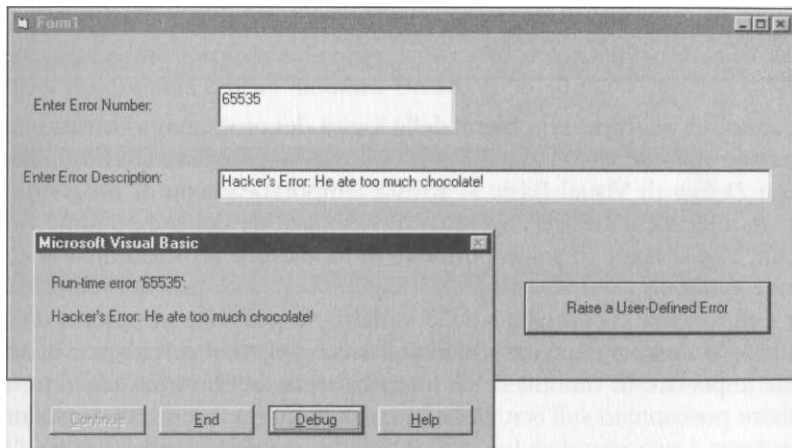 Form1
Enter Error Number:
65535
Enter Error Description:
Hacker's Error: He ate too much chocolate!
Microsoft Visual Basic
Run-time error '65535':
Hacker's Error: He ate too much chocolate!
Raise a User-Defined Error
Continue
End
Debug
Help